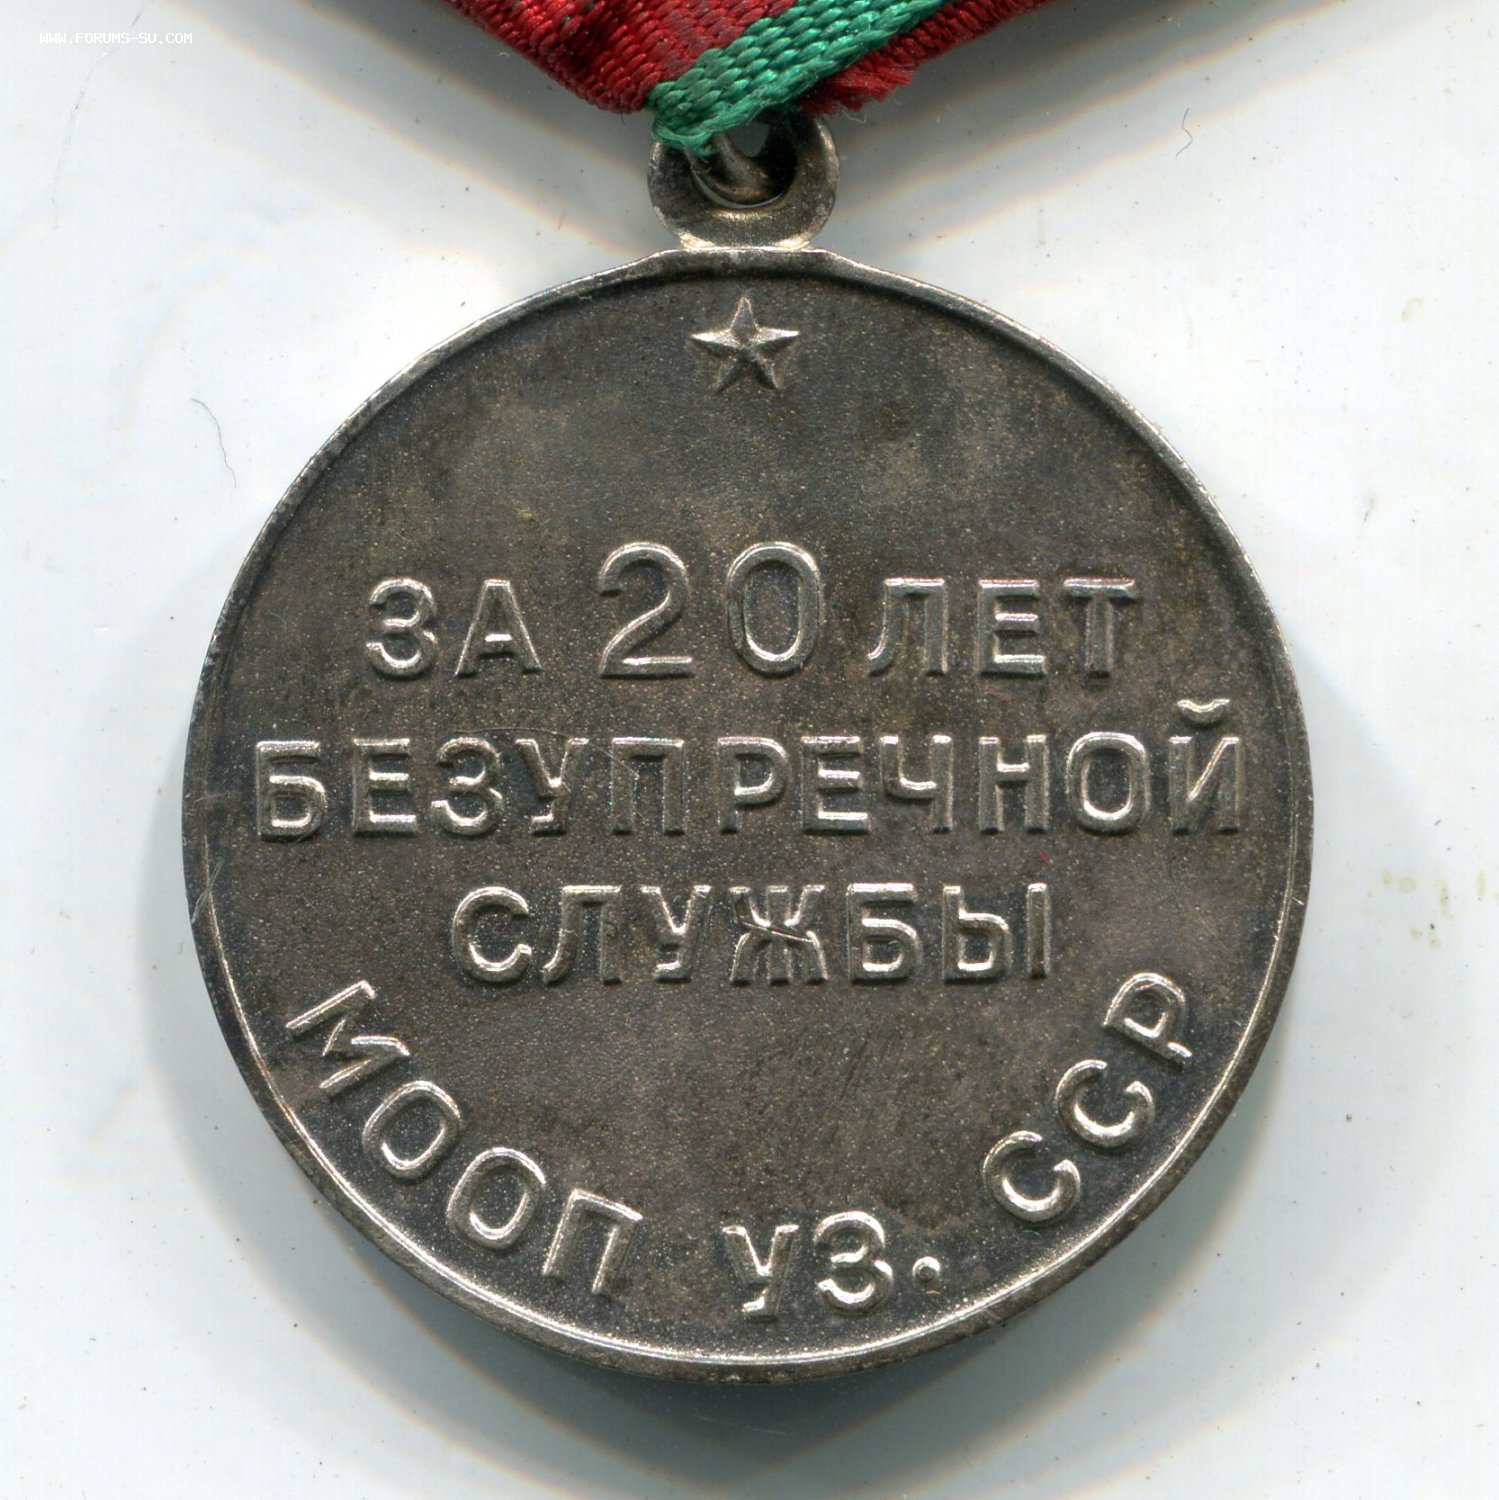 WWW.FORUMS-SU.COM
ЗА 20 ЛЕТ
БЕЗУПРЕЧНОЙ
СЛУЖБЫ
МООП УЗ. ССР